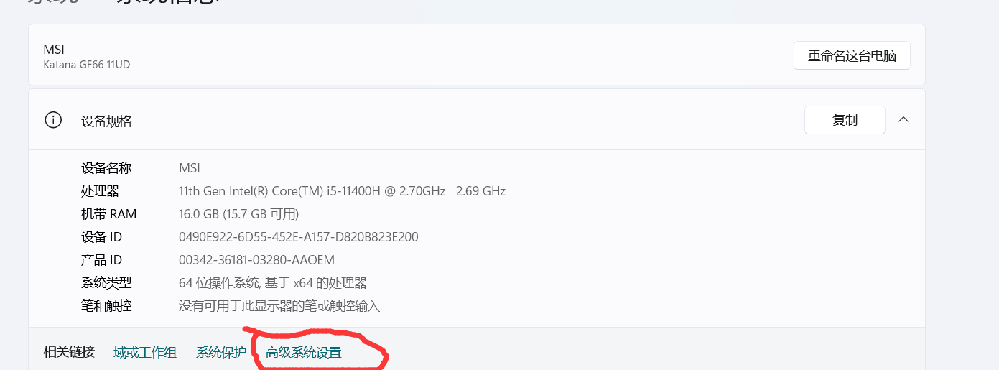 MSI
Katana GF66 11UD
重命名这台电脑
设备规格
复制
设备名称 MSI
处理器 11th Gen Intel(R) Core(TM) i5-11400H @ 2.70GHz 2.69 GHz
机带 RAM 16.0 GB (15.7 GB 可用)
设备 ID 0490E922-6D55-452E-A157-D820B823E200
产品 ID 00342-36181-03280-AAOEM
系统类型 64 位操作系统, 基于 x64 的处理器
笔和触控 没有可用于此显示器的笔或触控输入
相关链接 域或工作组 系统保护 高级系统设置